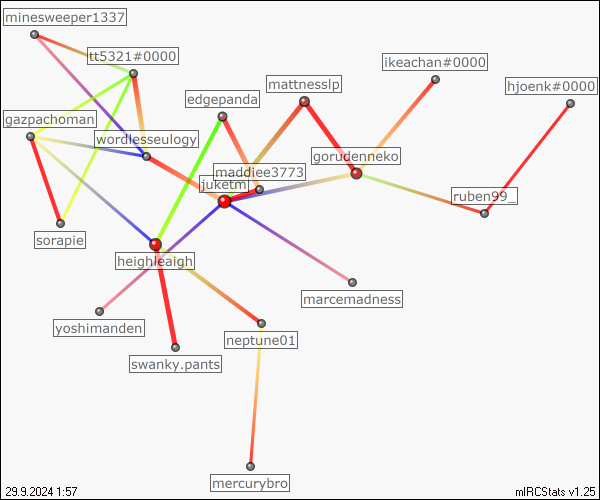 minesweeper1337
tt5321#0000
ikeachan#0000
mattnesslp
hjoenk#0000
edgepanda
gazpachoman
wordlesseulogy
gorudenneko
maddiee3773
juketmj
ruben99_
sorapie
heighleaigh
marcemadness
yoshimanden
neptune01
swanky.pants
mercurybro
29.9.2024 1:57
mIRCStats v1.25